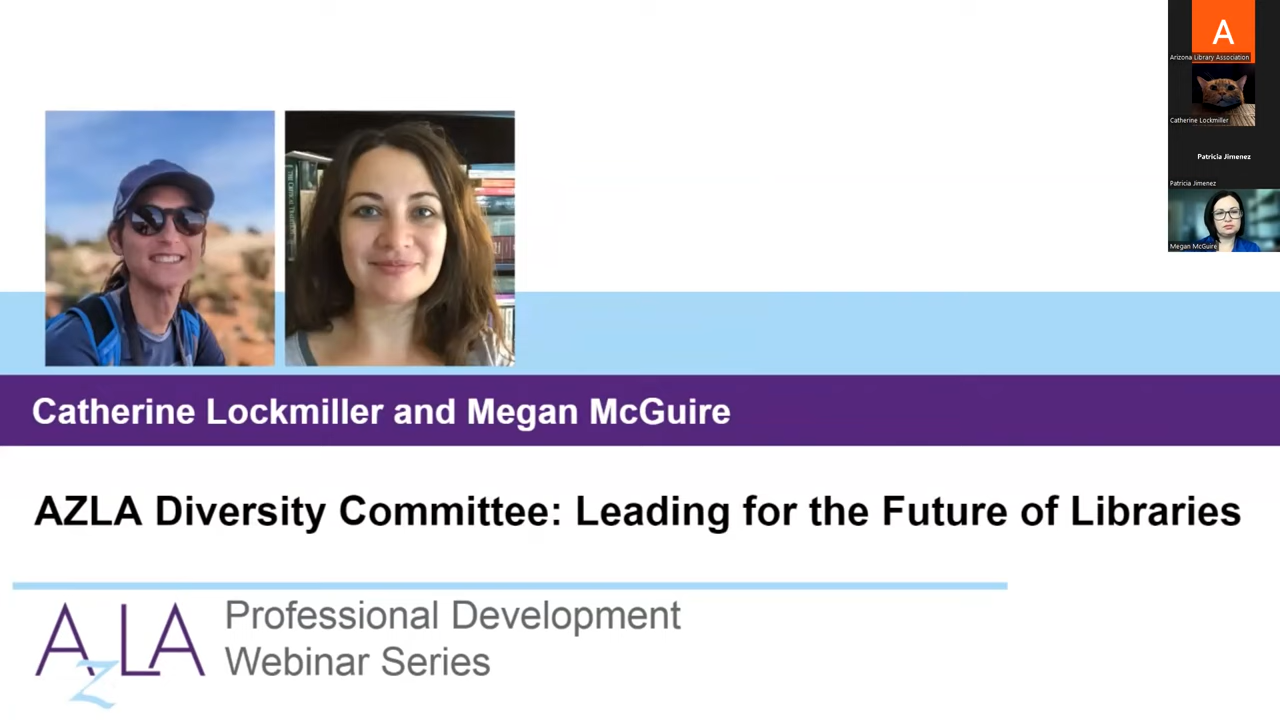 A
Arizona Library Association
Catherine Lockmiller
Patricia Jimenez
Patricia Jimenez
Megan McGuire
Catherine Lockmiller and Megan McGuire
AZLA Diversity Committee: Leading for the Future of Libraries
AzLA
Professional Development
Webinar Series